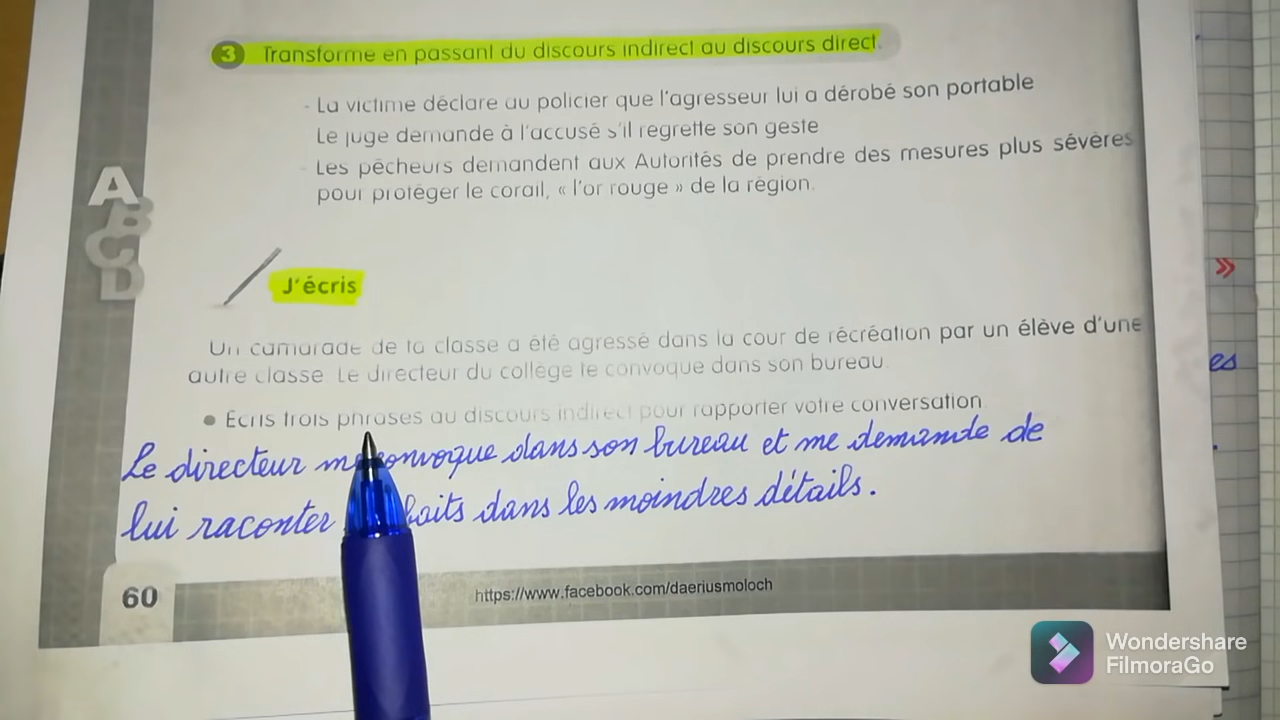 3 Transforme en passant du discours indirect au discours direct.
- La victime déclare au policier que l'agresseur lui a dérobé son portable
Le juge demande à l'accusé s'il regrette son geste
- Les pêcheurs demandent aux Autorités de prendre des mesures plus sévères
pour protéger le corail, « l'or rouge » de la région.
A
B
C
D
J'écris
»
Un camarade de ta classe a été agressé dans la cour de récréation par un élève d'une
autre classe. Le directeur du collège te convoque dans son bureau.
es
• Écris trois phrases au discours indirect pour rapporter votre conversation
Le directeur me convoque dans son bureau et me demande de
lui raconter faits dans les moindres détails.
60
https://www.facebook.com/daeriusmoloch
Wondershare
FilmoraGo